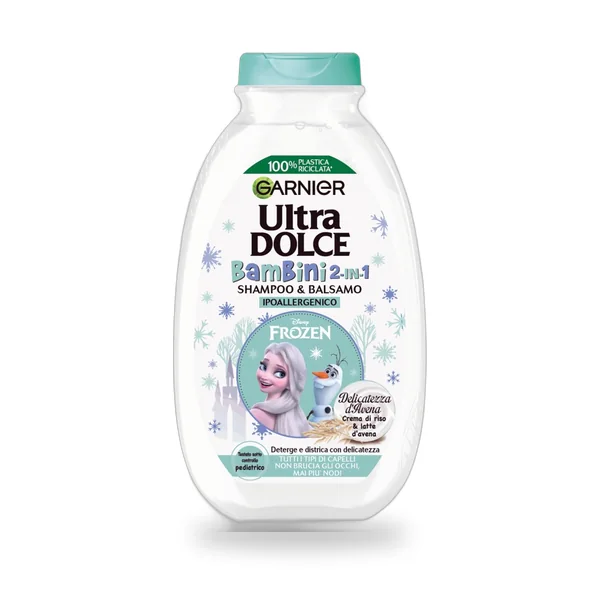 100% PLASTICA
RICICLATA*
GARNIER
Ultra
DOLCE
BamBini 2-IN-1
SHAMPOO & BALSAMO
IPOALLERGENICO
Disney
FROZEN
Delicatezza
d'Avena
Crema di riso
& latte
d'avena
Testato sotto
controllo
pediatrico
Deterge e districa con delicatezza
TUTTI I TIPI DI CAPELLI
NON BRUCIA GLI OCCHI,
MAI PIU' NODI